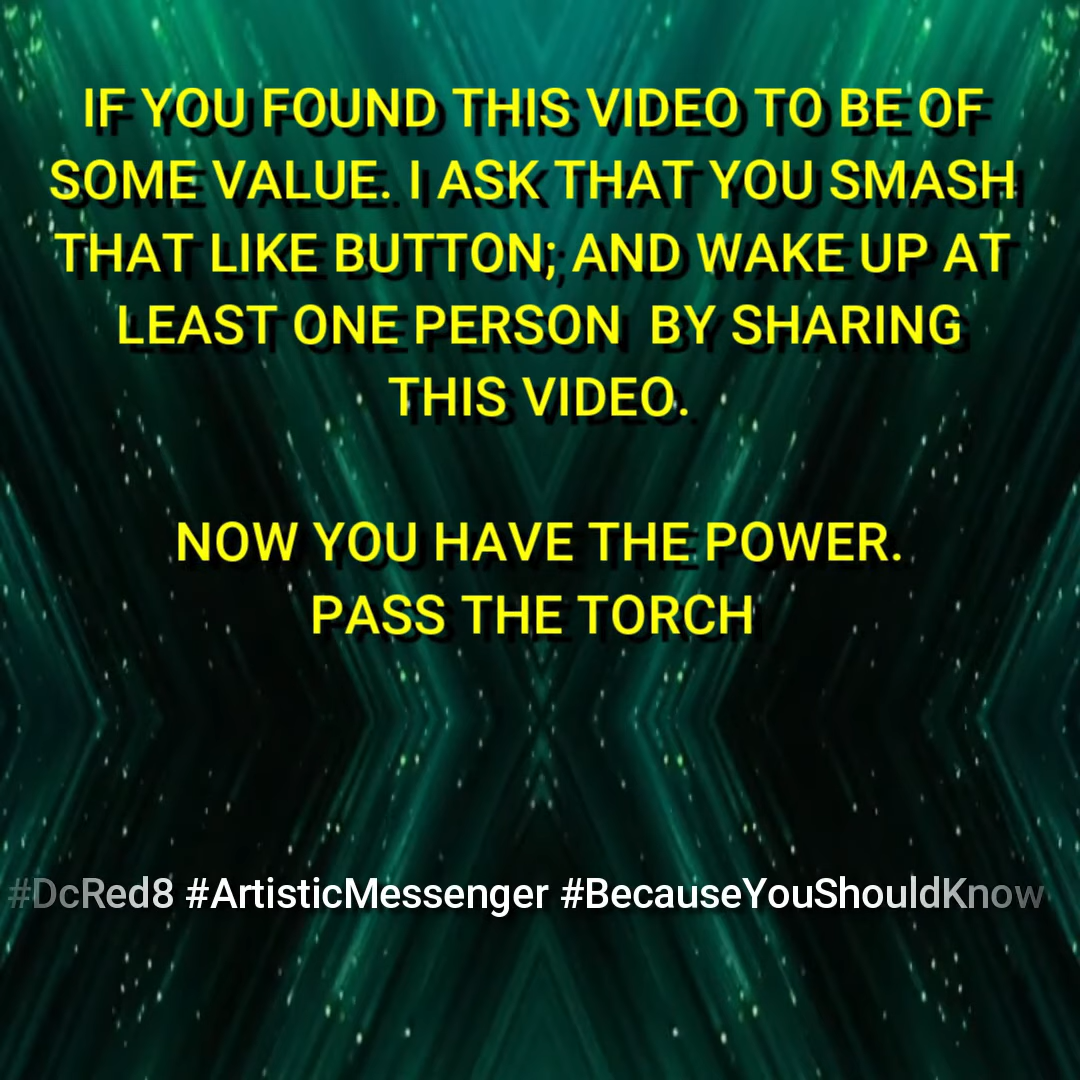 IF YOU FOUND THIS VIDEO TO BE OF
SOME VALUE. I ASK THAT YOU SMASH
THAT LIKE BUTTON; AND WAKE UP AT
LEAST ONE PERSON  BY SHARING
THIS VIDEO.
NOW YOU HAVE THE POWER.
PASS THE TORCH
#DcRed8 #ArtisticMessenger #BecauseYouShouldKnow